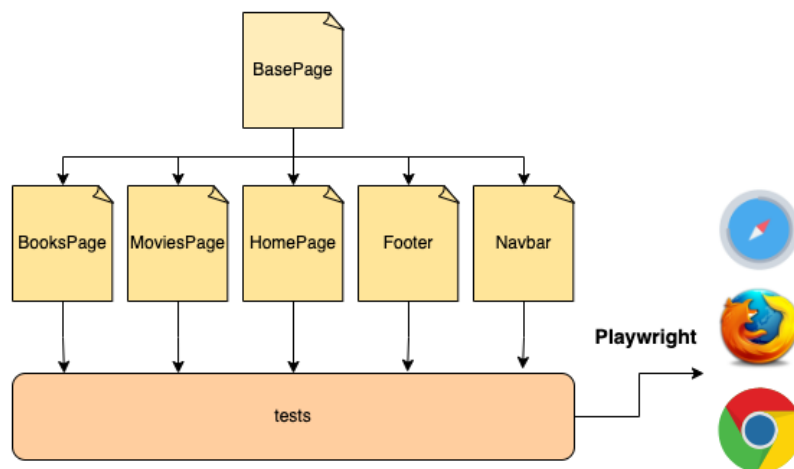 BasePage
BooksPage
MoviesPage
HomePage
Footer
Navbar
Playwright
tests